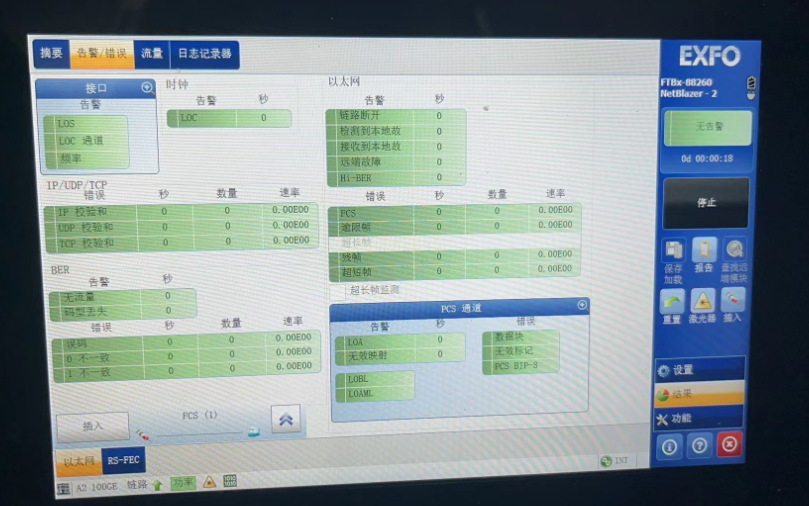 摘要 告警/错误 流量 日志记录器
EXFO
FTBx-88260
NetBlazer - 2
无告警
0d 00:00:18
停止
保存
加载
报告
查找远
端模块
重置
激光器
插入
设置
结果
功能
接口
告警
LOS
LOC 通道
频率
时钟
告警 秒
LOC 0
以太网
告警 秒
链路断开 0
检测到本地故 0
接收到本地故 0
远端故障 0
Hi-BER 0
IP/UDP/TCP
错误 秒 数量 速率
IP 校验和 0 0 0.00E00
UDP 校验和 0 0 0.00E00
TCP 校验和 0 0 0.00E00
错误 秒 数量 速率
FCS 0 0 0.00E00
逾限帧 0 0 0.00E00
超长帧
残帧 0 0 0.00E00
超短帧 0 0 0.00E00
超长帧监测
BER
告警 秒
无流量 0
码型丢失 0
错误 秒 数量 速率
误码 0 0 0.00E00
0 不一致 0 0 0.00E00
1 不一致 0 0 0.00E00
PCS 通道
告警 秒 错误
LOA 0
无效映射 0
LOBL
LOAML
数据块
无效标记
PCS BIP-8
插入
FCS (1)
以太网 RS-FEC
INT
A2 100GE 链路 功率